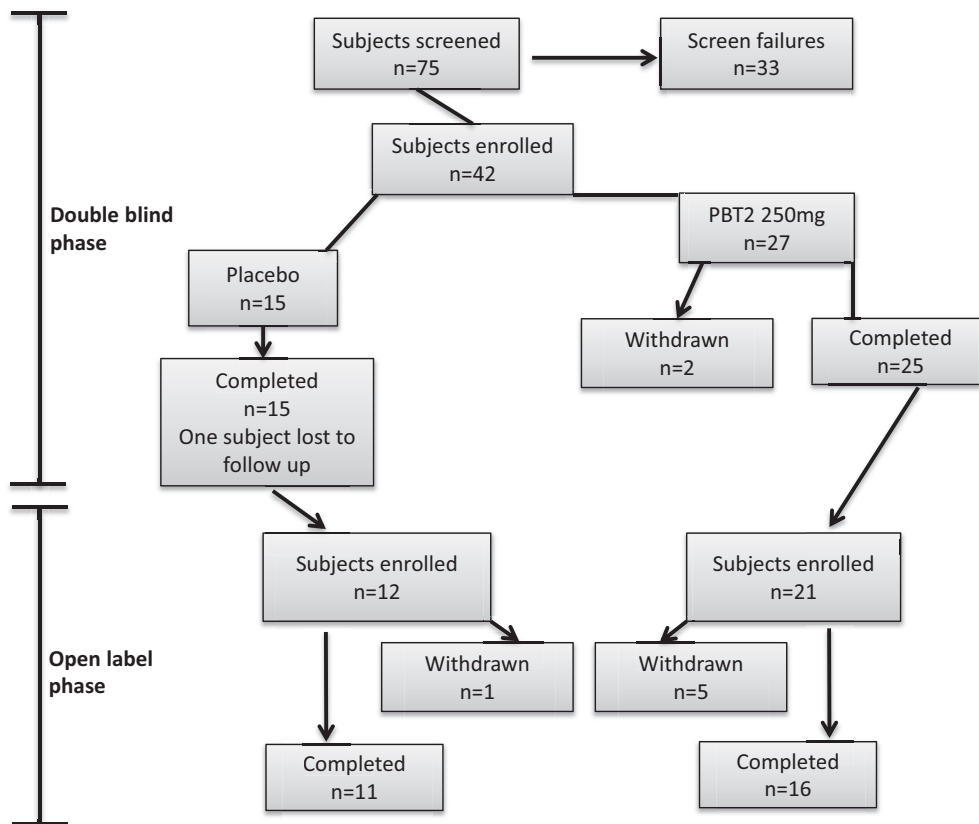 Subjects screened
n=75
Screen failures
n=33
Subjects enrolled
n=42
Double blind
phase
PBT2 250mg
n=27
Placebo
n=15
Withdrawn
n=2
Completed
n=25
Completed
n=15
One subject lost to
follow up
Subjects enrolled
n=12
Subjects enrolled
n=21
Open label
phase
Withdrawn
n=1
Withdrawn
n=5
Completed
n=11
Completed
n=16